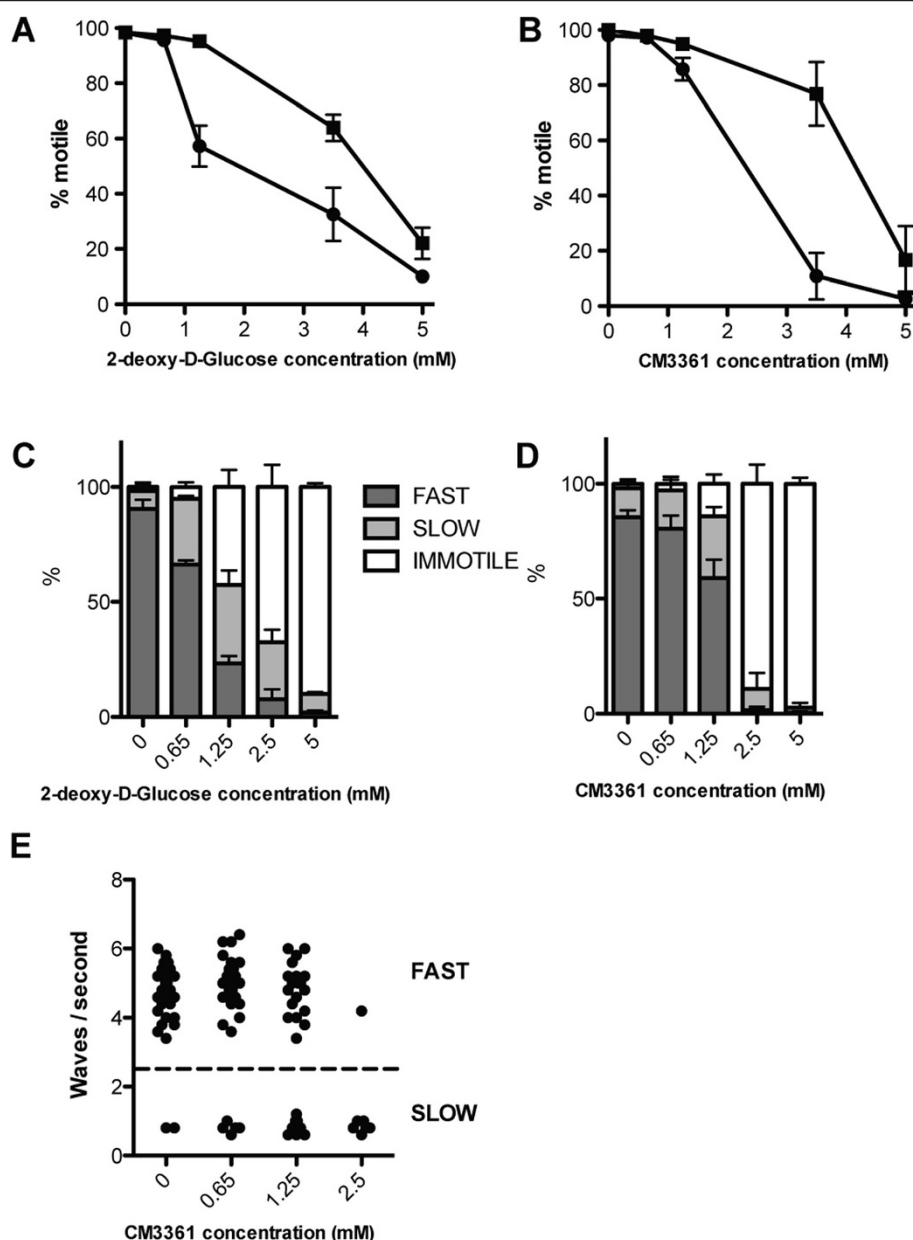 A
B
100
80
60
40
20
0
% motile
0 1 2 3 4 5
2-deoxy-D-Glucose concentration (mM)
100
80
60
40
20
0
% motile
0 1 2 3 4 5
CM3361 concentration (mM)
C
D
100
50
0
%
0 0.65 1.25 2.5 5
2-deoxy-D-Glucose concentration (mM)
FAST
SLOW
IMMOTILE
100
50
0
%
0 0.65 1.25 2.5 5
CM3361 concentration (mM)
E
8
6
4
2
0
Waves / second
FAST
SLOW
0 0.65 1.25 2.5
CM3361 concentration (mM)